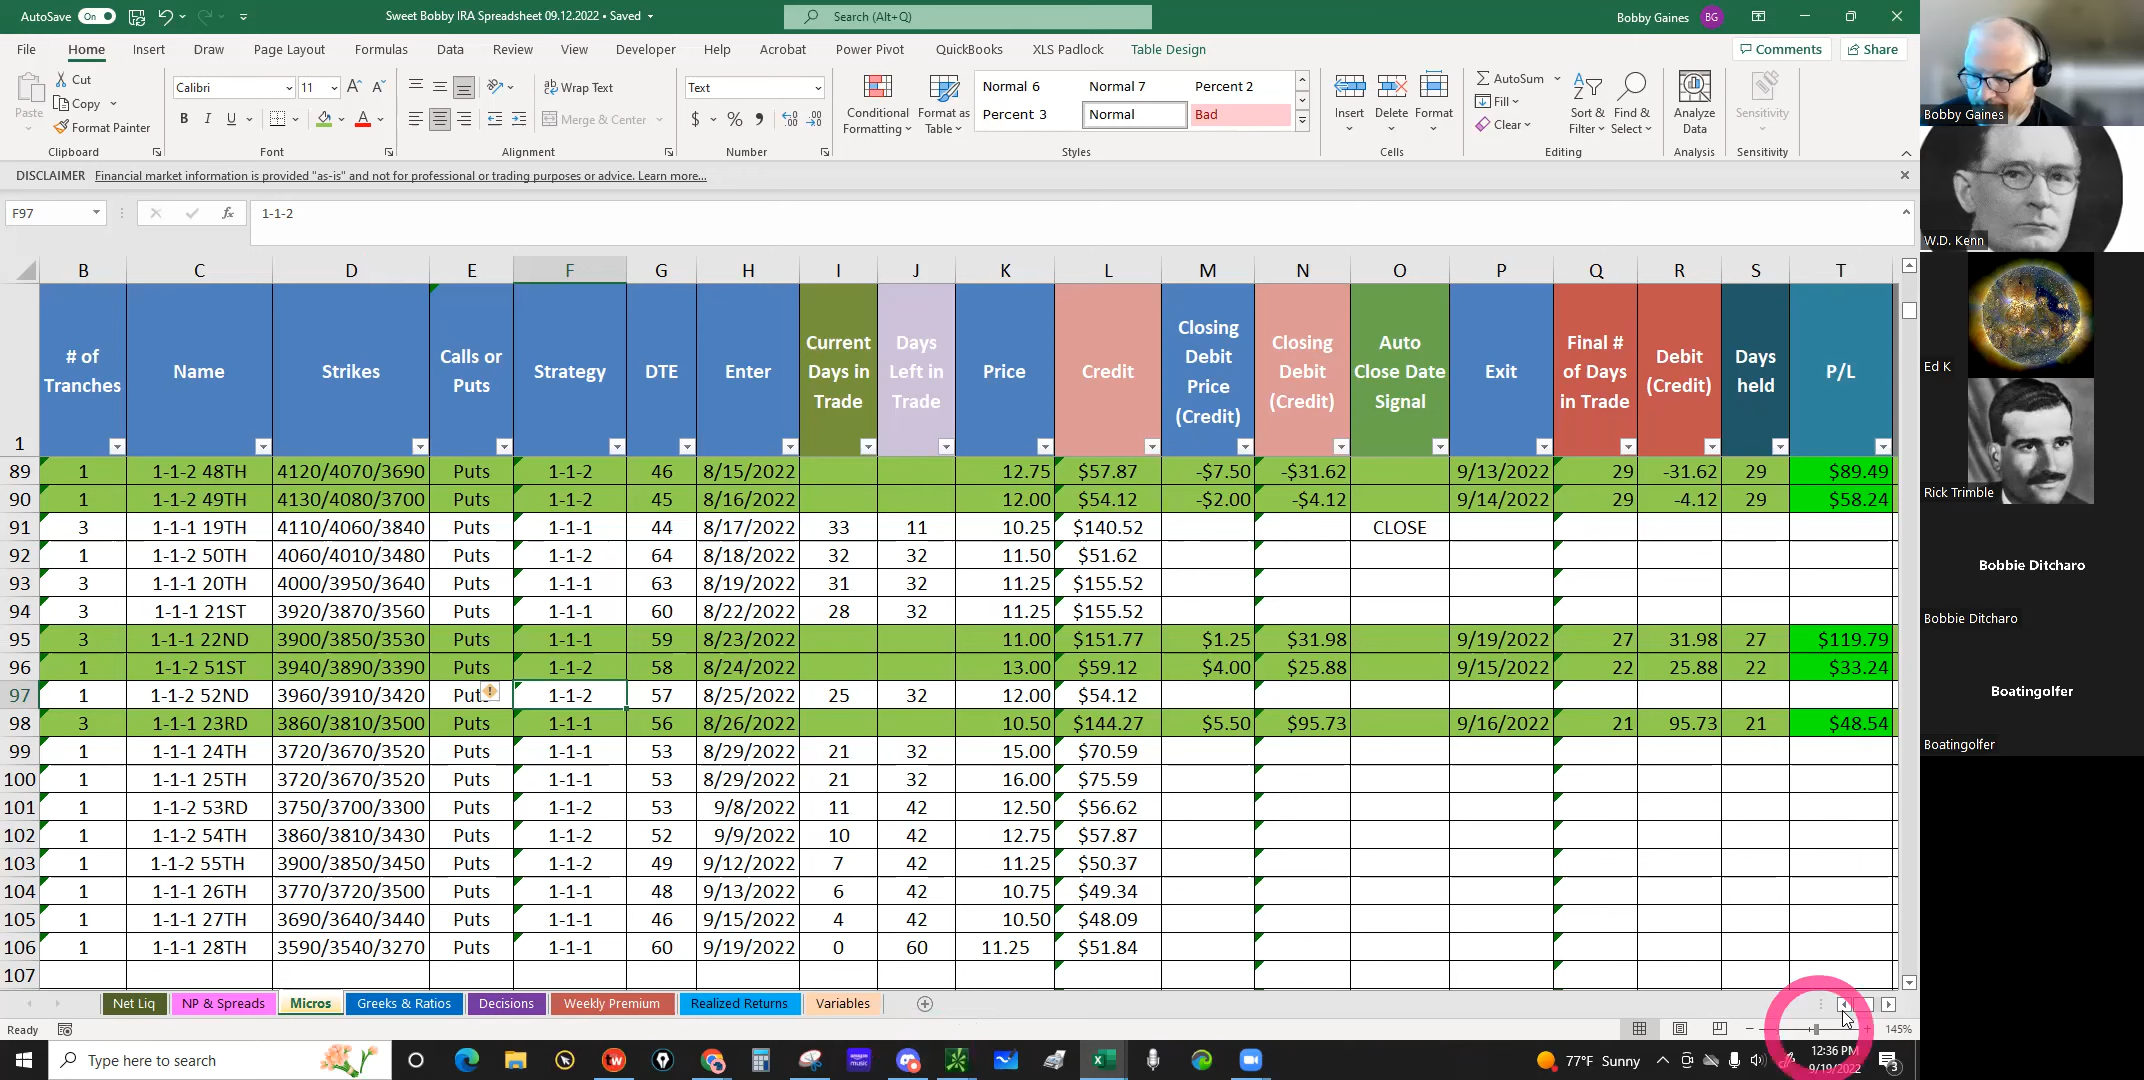 AutoSave On Sweet Bobby IRA Spreadsheet 09.12.2022 • Saved Search (Alt+Q) Bobby Gaines BG
File Home Insert Draw Page Layout Formulas Data Review View Developer Help Acrobat Power Pivot QuickBooks XLS Padlock Table Design Comments Share
Cut Calibri 11 Wrap Text Text Normal 6 Normal 7 Percent 2 AutoSum
Paste Copy Format Painter Merge & Center Conditional Formatting Format as Table Percent 3 Normal Bad Insert Delete Format Fill Clear Sort & Filter Find & Select Analyze Data Sensitivity
Clipboard Font Alignment Number Styles Cells Editing Analysis Sensitivity
DISCLAIMER Financial market information is provided "as-is" and not for professional or trading purposes or advice. Learn more...
F97 fx 1-1-2
B C D E F G H I J K L M N O P Q R S T
1 # of Tranches Name Strikes Calls or Puts Strategy DTE Enter Current Days in Trade Days Left in Trade Price Credit Closing Debit Price (Credit) Closing Debit (Credit) Auto Close Date Signal Exit Final # of Days in Trade Debit (Credit) Days held P/L
89 1 1-1-2 48TH 4120/4070/3690 Puts 1-1-2 46 8/15/2022 12.75 $57.87 -$7.50 -$31.62 9/13/2022 29 -31.62 29 $89.49
90 1 1-1-2 49TH 4130/4080/3700 Puts 1-1-2 45 8/16/2022 12.00 $54.12 -$2.00 -$4.12 9/14/2022 29 -4.12 29 $58.24
91 3 1-1-1 19TH 4110/4060/3840 Puts 1-1-1 44 8/17/2022 33 11 10.25 $140.52 CLOSE
92 1 1-1-2 50TH 4060/4010/3480 Puts 1-1-2 64 8/18/2022 32 32 11.50 $51.62
93 3 1-1-1 20TH 4000/3950/3640 Puts 1-1-1 63 8/19/2022 31 32 11.25 $155.52
94 3 1-1-1 21ST 3920/3870/3560 Puts 1-1-1 60 8/22/2022 28 32 11.25 $155.52
95 3 1-1-1 22ND 3900/3850/3530 Puts 1-1-1 59 8/23/2022 11.00 $151.77 $1.25 $31.98 9/19/2022 27 31.98 27 $119.79
96 1 1-1-2 51ST 3940/3890/3390 Puts 1-1-2 58 8/24/2022 13.00 $59.12 $4.00 $25.88 9/15/2022 22 25.88 22 $33.24
97 1 1-1-2 52ND 3960/3910/3420 Put 1-1-2 57 8/25/2022 25 32 12.00 $54.12
98 3 1-1-1 23RD 3860/3810/3500 Puts 1-1-1 56 8/26/2022 10.50 $144.27 $5.50 $95.73 9/16/2022 21 95.73 21 $48.54
99 1 1-1-1 24TH 3720/3670/3520 Puts 1-1-1 53 8/29/2022 21 32 15.00 $70.59
100 1 1-1-1 25TH 3720/3670/3520 Puts 1-1-1 53 8/29/2022 21 32 16.00 $75.59
101 1 1-1-2 53RD 3750/3700/3300 Puts 1-1-2 53 9/8/2022 11 42 12.50 $56.62
102 1 1-1-2 54TH 3860/3810/3430 Puts 1-1-2 52 9/9/2022 10 42 12.75 $57.87
103 1 1-1-2 55TH 3900/3850/3450 Puts 1-1-2 49 9/12/2022 7 42 11.25 $50.37
104 1 1-1-1 26TH 3770/3720/3500 Puts 1-1-1 48 9/13/2022 6 42 10.75 $49.34
105 1 1-1-1 27TH 3690/3640/3440 Puts 1-1-1 46 9/15/2022 4 42 10.50 $48.09
106 1 1-1-1 28TH 3590/3540/3270 Puts 1-1-1 60 9/19/2022 0 60 11.25 $51.84
107
Net Liq NP & Spreads Micros Greeks & Ratios Decisions Weekly Premium Realized Returns Variables
Ready 145%
Type here to search 77°F Sunny 12:36 PM
9/19/2022 3
Bobby Gaines
W.D. Kenn
Ed K
Rick Trimble
Bobbie Ditcharo
Bobbie Ditcharo
Boatingolfer
Boatingolfer